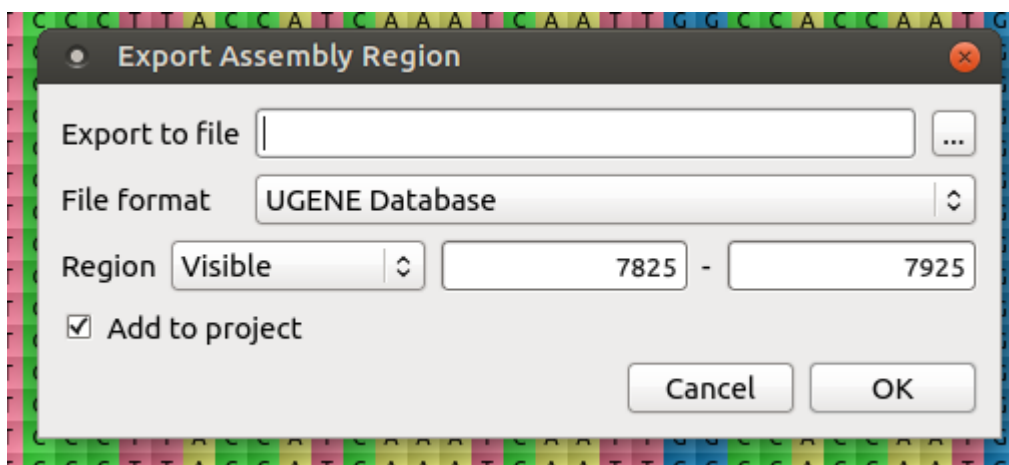 C C C T T A C C A T C A A A T C A A T T G G C C A C C A A T G
Export Assembly Region
Export to file
...
File format UGENE Database
Region Visible 7825 - 7925
Add to project
Cancel OK
C C C T T A C C A T C A A A T C A A T T G G C C A C C A A T G